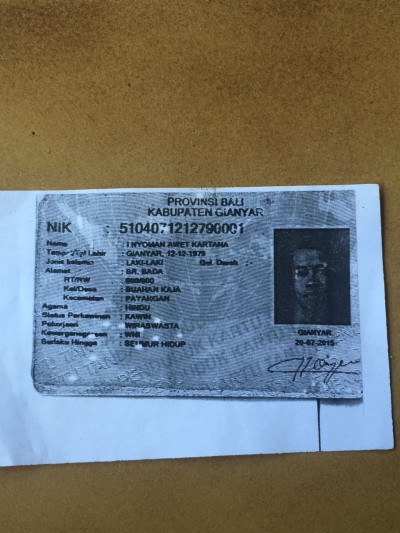 PROVINSI BALI
KABUPATEN GIANYAR
NIK : 5104071212790001
Nama : I NYOMAN AWET KARTANA
Tempat/Tgl Lahir : GIANYAR, 12-12-1979
Jenis kelamin : LAKI-LAKI Gol. Darah : -
Alamat : BR. BADA
RT/RW : 000/000
Kel/Desa : BUAHAN KAJA
Kecamatan : PAYANGAN
Agama : HINDU
Status Perkawinan : KAWIN
Pekerjaan : WIRASWASTA
Kewarganegaraan : WNI
Berlaku Hingga : SEUMUR HIDUP
GIANYAR
20-07-2015